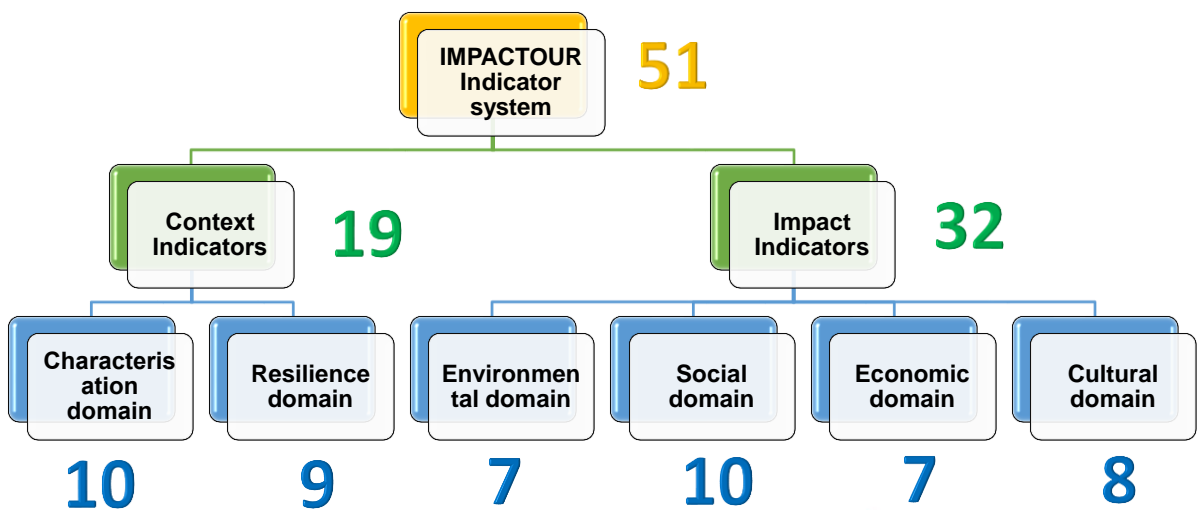 IMPACTOUR
Indicator
system
51
Context
Indicators
19
Impact
Indicators
32
Characteris
ation
domain
Resilience
domain
Environmen
tal domain
Social
domain
Economic
domain
Cultural
domain
10
9
7
10
7
8